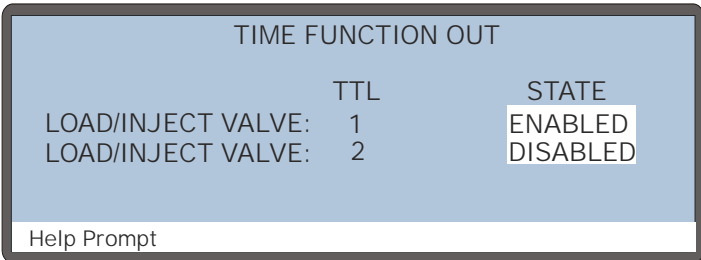 TIME FUNCTION OUT
TTL STATE
LOAD/INJECT VALVE: 1 ENABLED
LOAD/INJECT VALVE: 2 DISABLED
Help Prompt